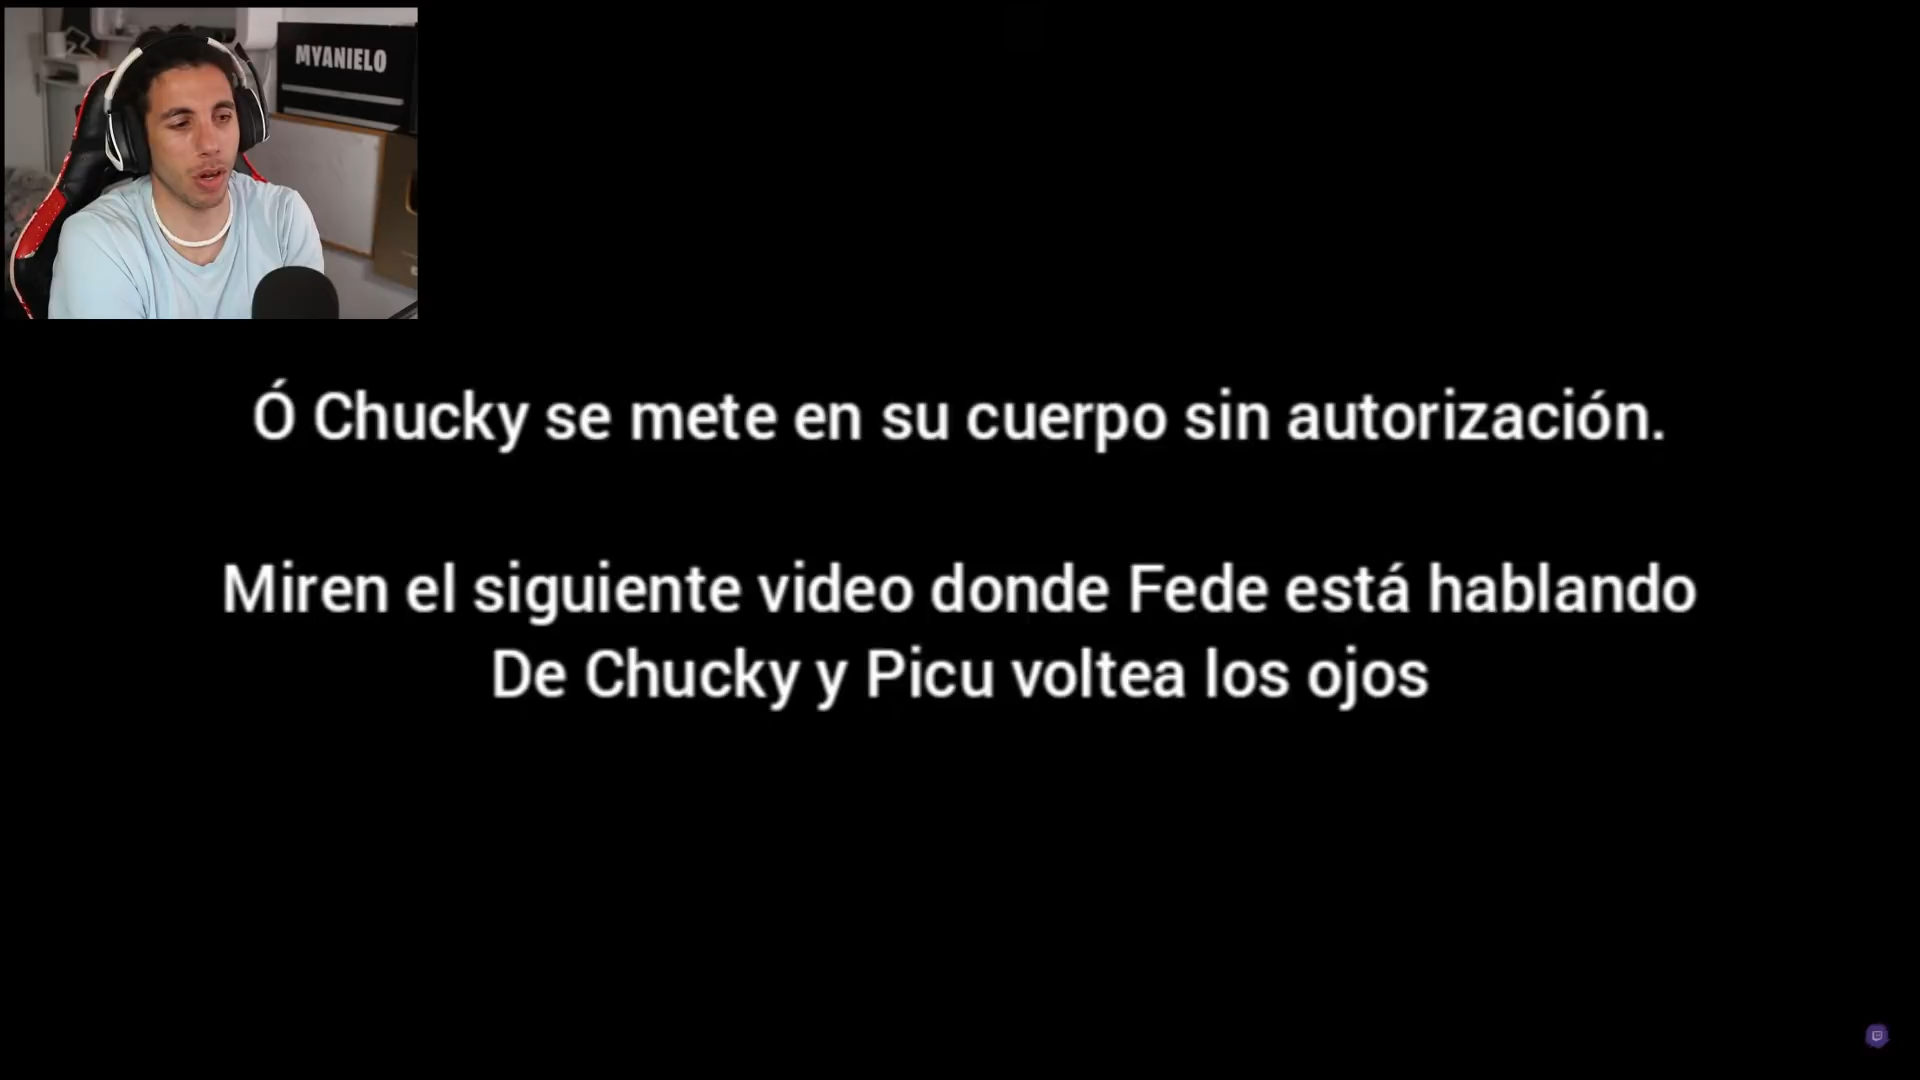 MYANIELO
Ó Chucky se mete en su cuerpo sin autorización.
Miren el siguiente video donde Fede está hablando
De Chucky y Picu voltea los ojos